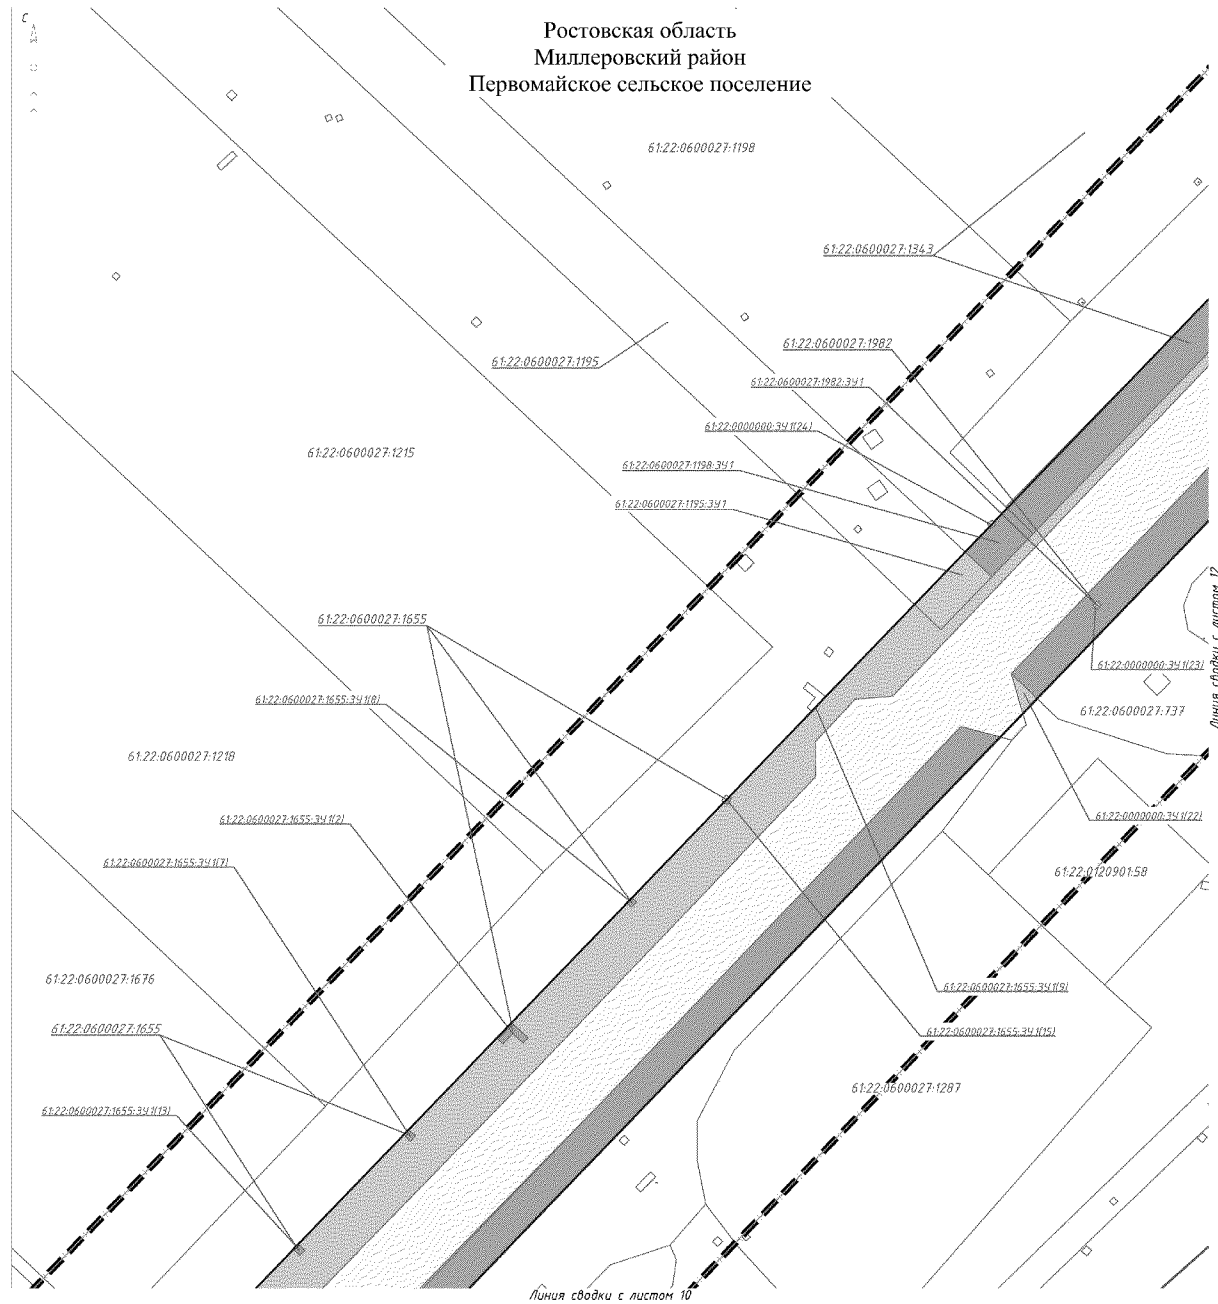 С
Ростовская область
Миллеровский район
Первомайское сельское поселение
61:22:0600027:1198
61:22:0600027:1343
61:22:0600027:1982
61:22:0600027:1195
61:22:0600027:1982:ЗУ1
61:22:0000000:ЗУ1(24)
61:22:0600027:1215
61:22:0600027:1198:ЗУ1
61:22:0600027:1195:ЗУ1
Линия сводки с листом 12
61:22:0600027:1655
61:22:0000000:ЗУ1(23)
61:22:0600027:1655:ЗУ1(8)
61:22:0600027:737
61:22:0600027:1218
61:22:0600027:1655:ЗУ1(2)
61:22:0000000:ЗУ1(22)
61:22:0600027:1655:ЗУ1(7)
61:22:0120901:58
61:22:0600027:1676
61:22:0600027:1655:ЗУ1(9)
61:22:0600027:1655
61:22:0600027:1655:ЗУ1(15)
61:22:0600027:1287
61:22:0600027:1655:ЗУ1(13)
Линия сводки с листом 10